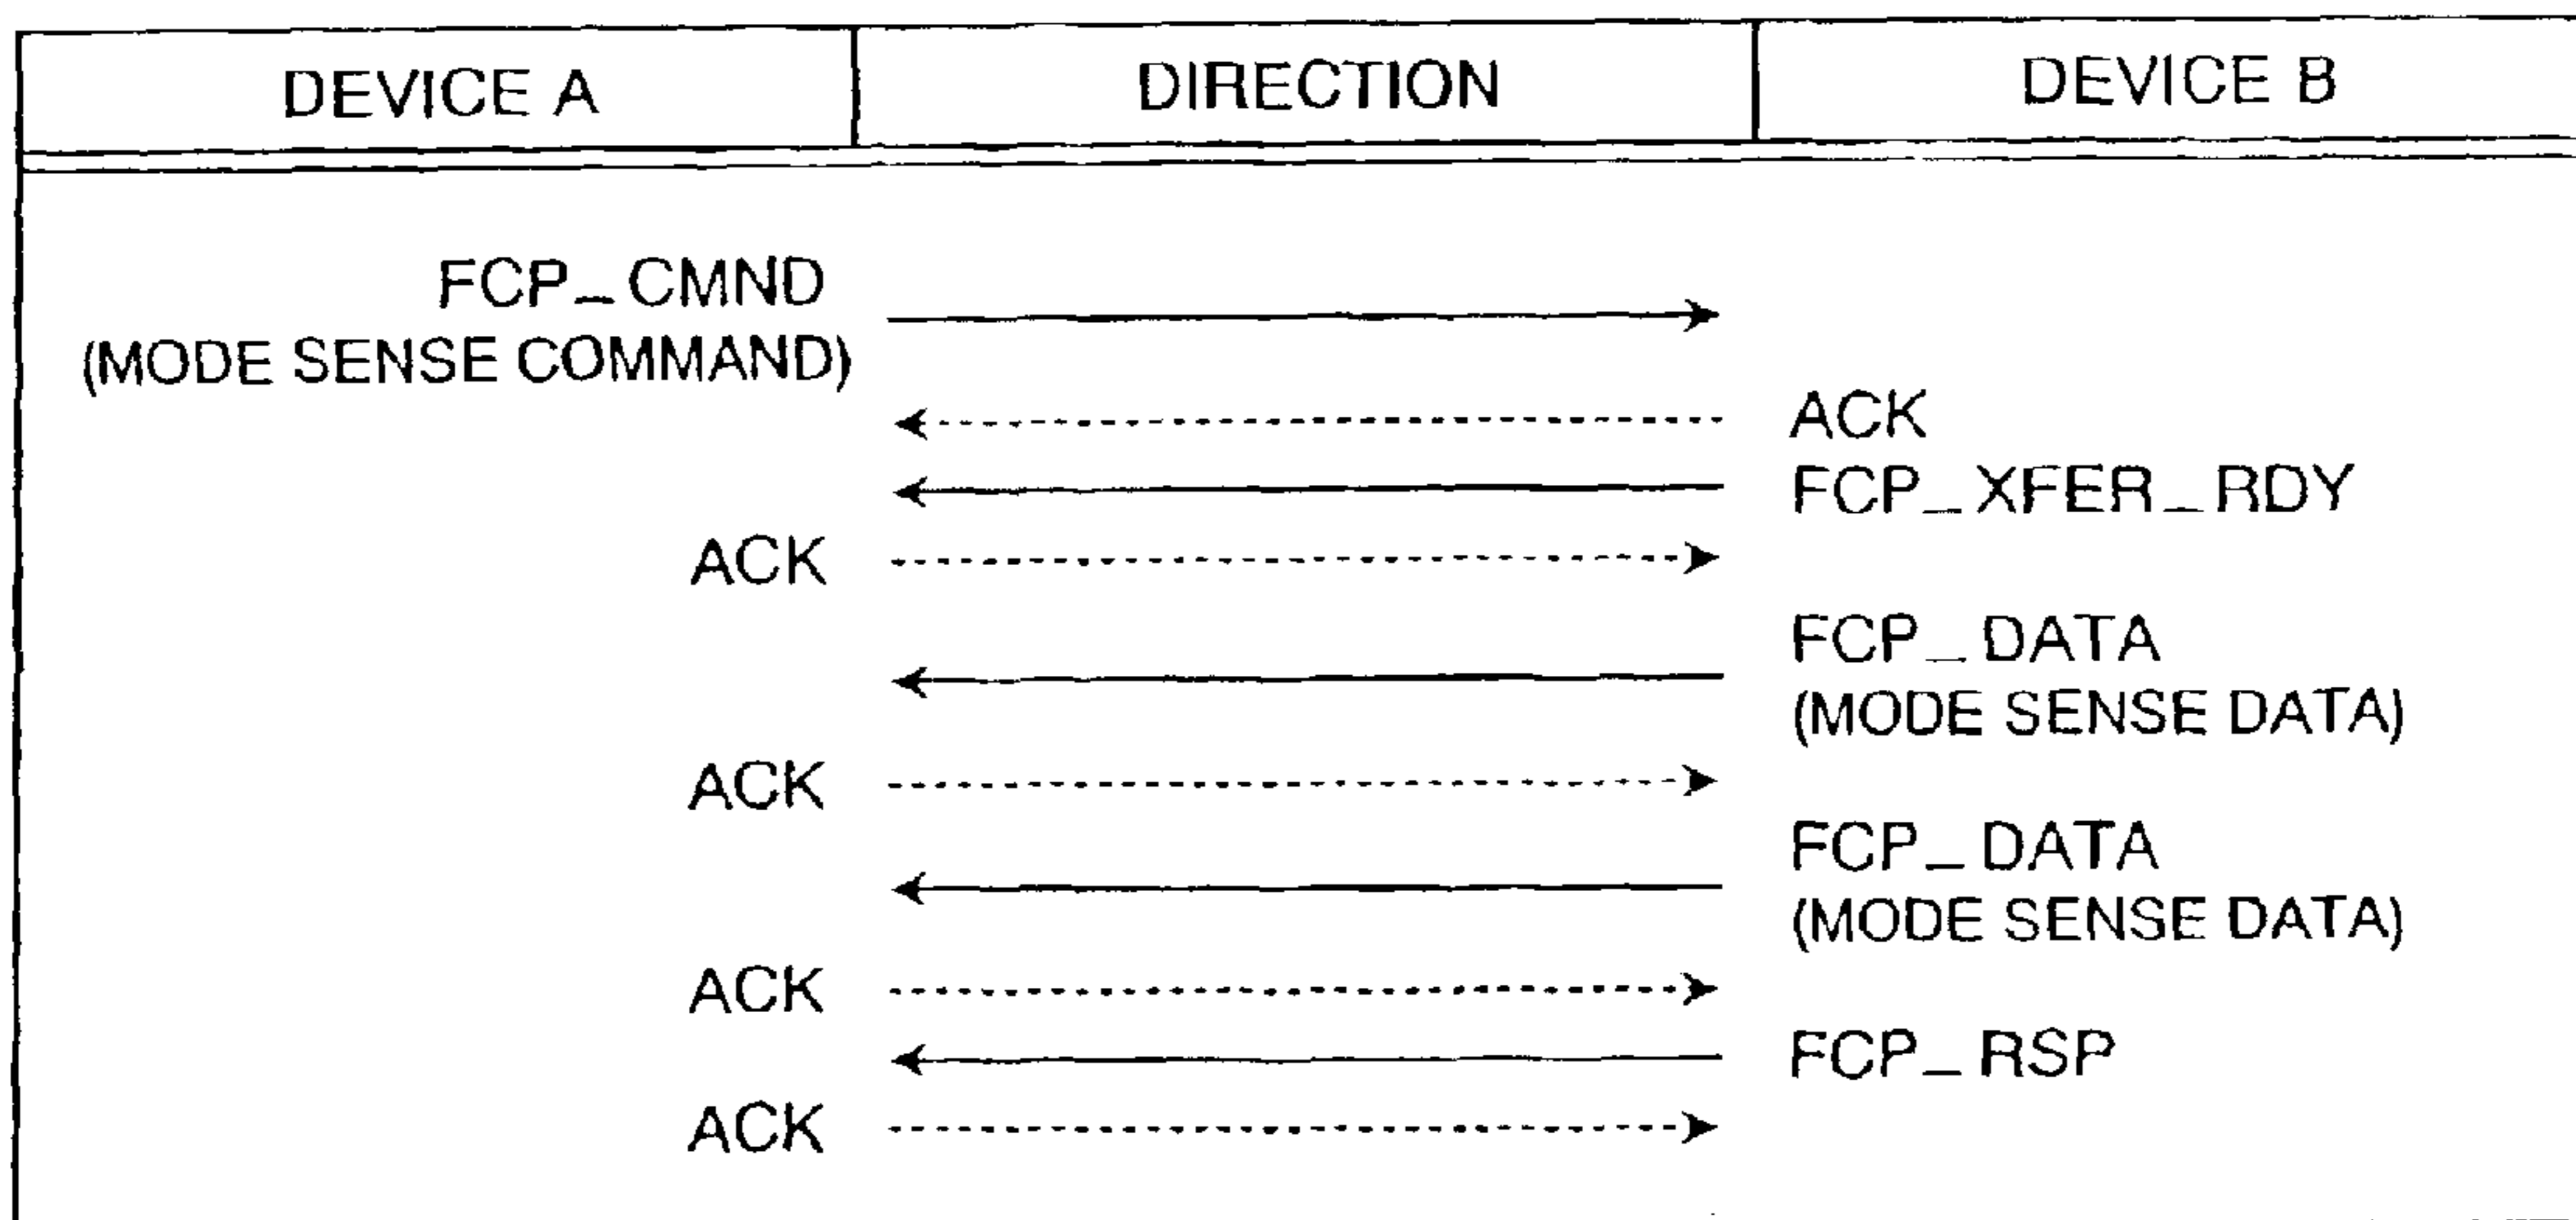 DEVICE A DIRECTION DEVICE B
FCP_CMND
(MODE SENSE COMMAND)
ACK
FCP_XFER_RDY
ACK
FCP_DATA
(MODE SENSE DATA)
ACK
FCP_DATA
(MODE SENSE DATA)
ACK
FCP_RSP
ACK